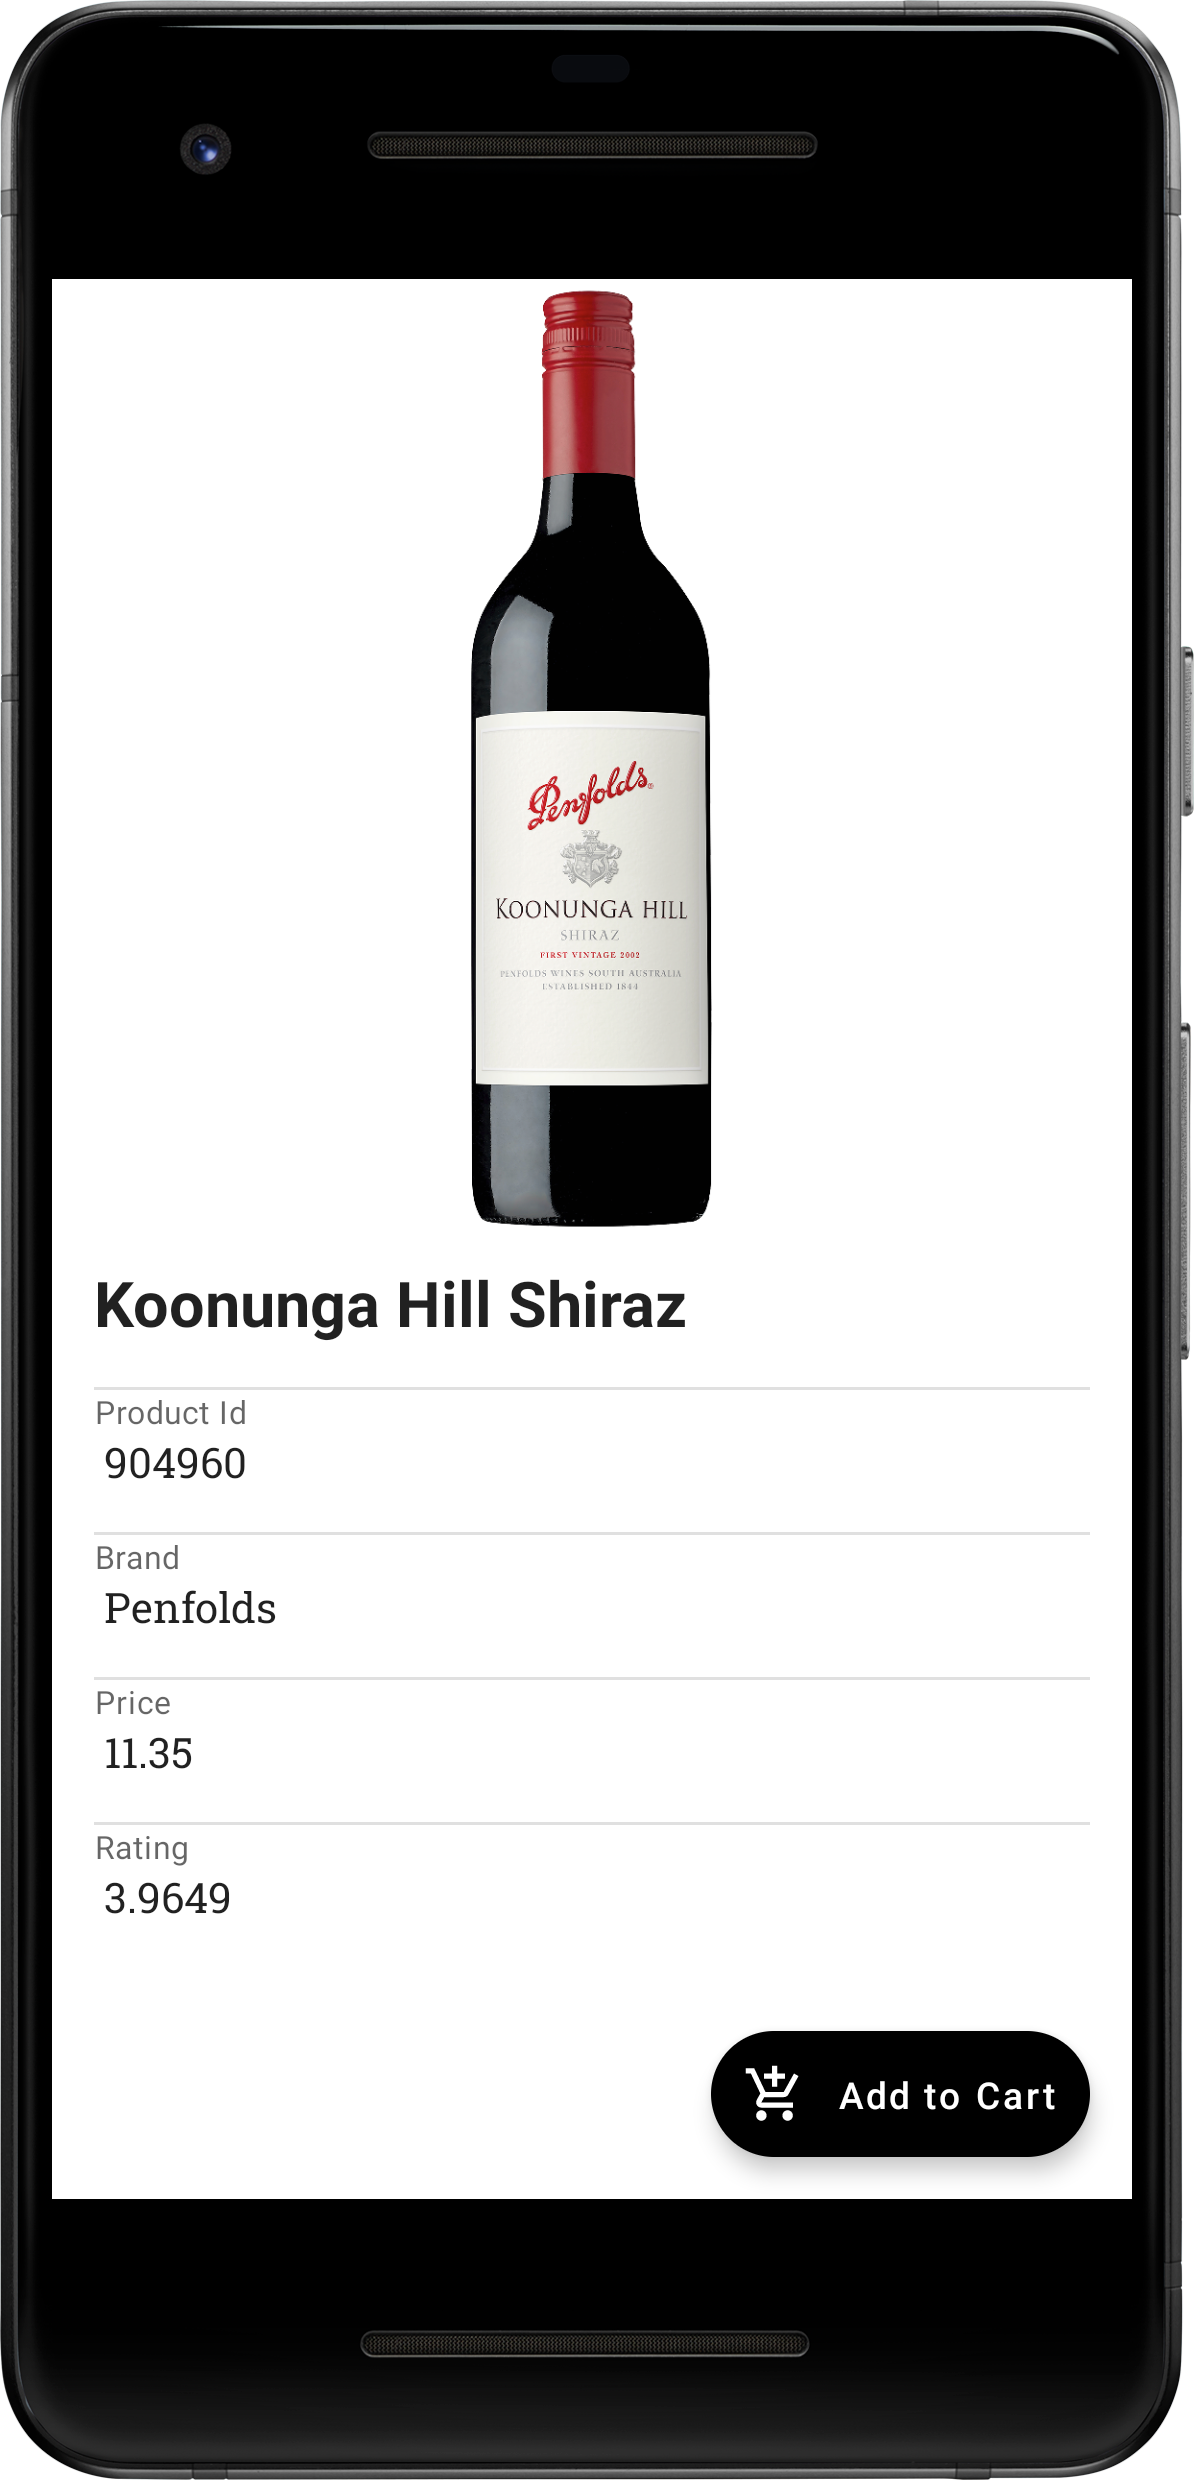 Penfolds
KOONUNGA HILL
SHIRAZ
FIRST VINTAGE 2002
PENFOLDS WINES SOUTH AUSTRALIA
ESTABLISHED 1844
Koonunga Hill Shiraz
Product Id
904960
Brand
Penfolds
Price
11.35
Rating
3.9649
Add to Cart